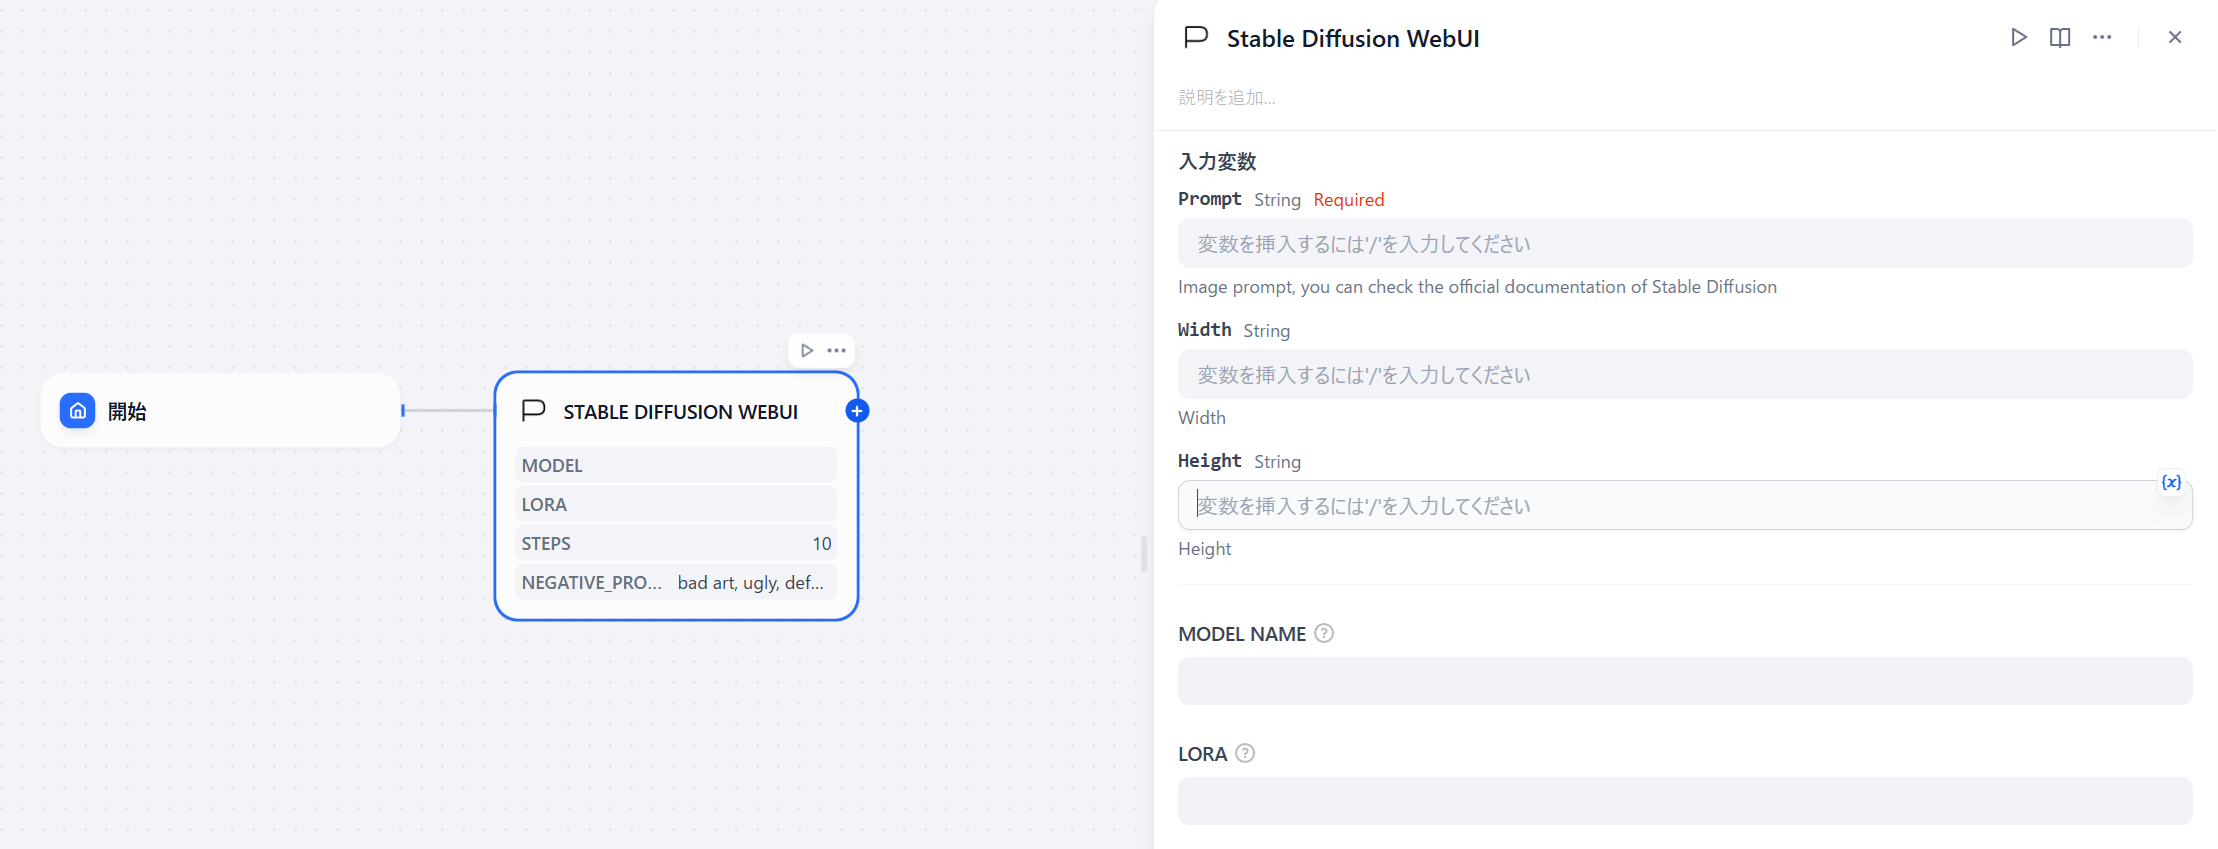 開始
STABLE DIFFUSION WEBUI
MODEL
LORA
STEPS 10
NEGATIVE_PRO... bad art, ugly, def...
Stable Diffusion WebUI
説明を追加...
入力変数
Prompt String Required
変数を挿入するには'/'を入力してください
Image prompt, you can check the official documentation of Stable Diffusion
Width String
変数を挿入するには'/'を入力してください
Width
Height String
{x}
変数を挿入するには'/'を入力してください
Height
MODEL NAME
LORA